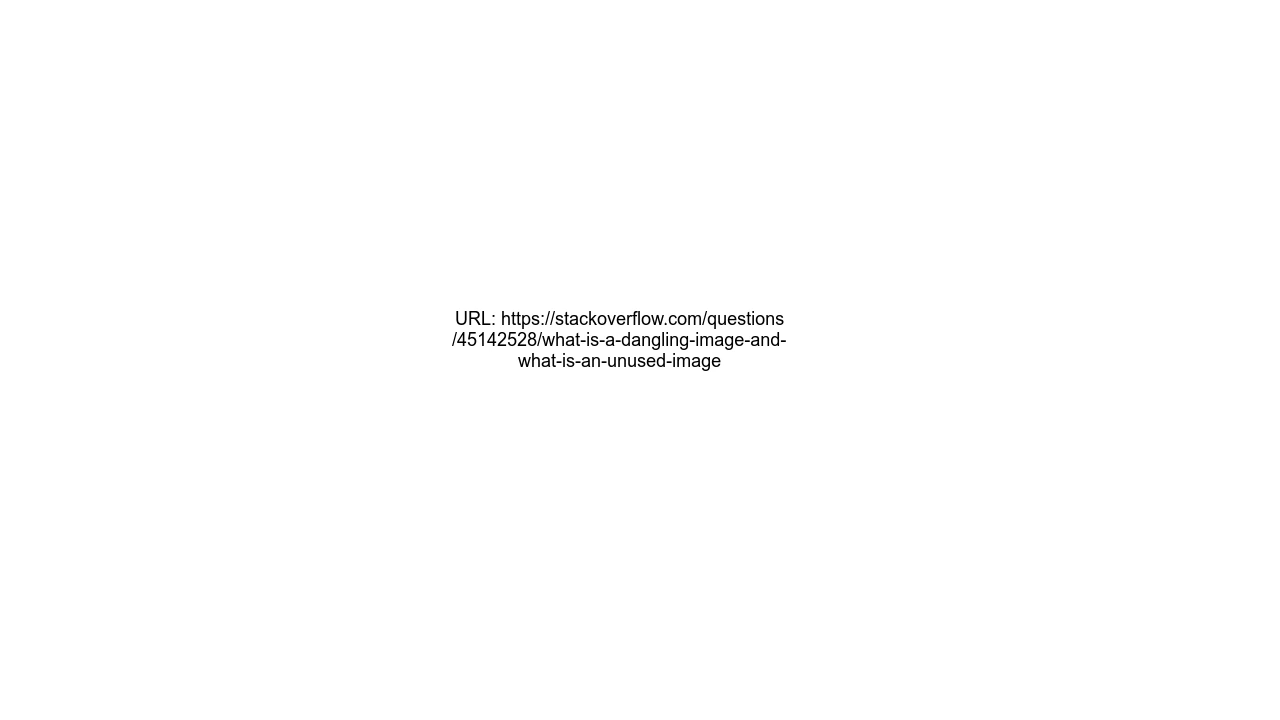 URL: https://stackoverflow.com/questions
/45142528/what-is-a-dangling-image-and-
what-is-an-unused-image